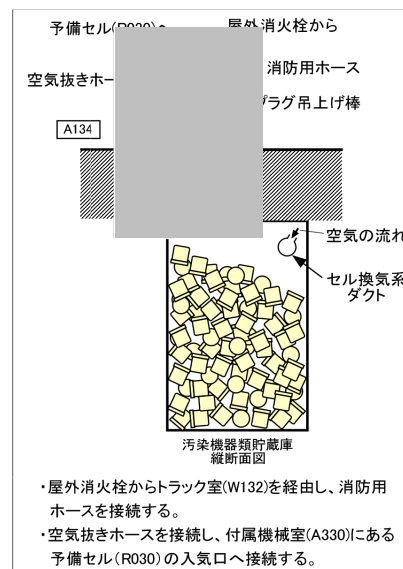 予備セル(R030)へ
屋外消火栓から
消防用ホース
空気抜きホー
プラグ吊上げ棒
A134
空気の流れ
セル換気系
ダクト
汚染機器類貯蔵庫
縦断面図
・屋外消火栓からトラック室(W132)を経由し、消防用
ホースを接続する。
・空気抜きホースを接続し、付属機械室(A330)にある
予備セル(R030)の入気口へ接続する。